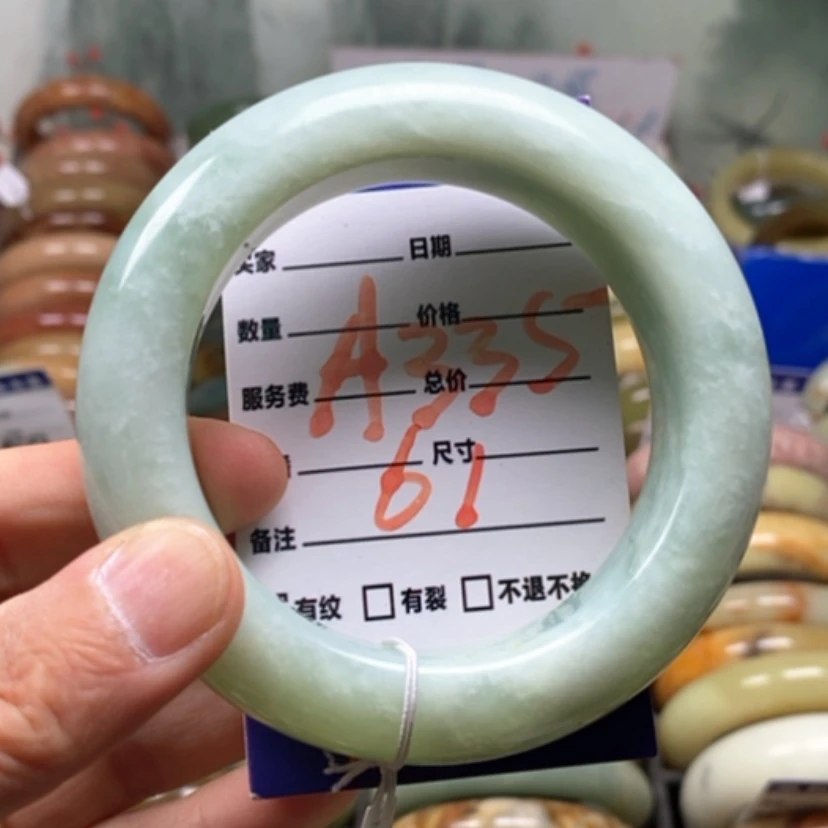 家 日期
数量 价格
A335
服务费 总价
尺寸
61
备注
有纹 有裂 不退不换